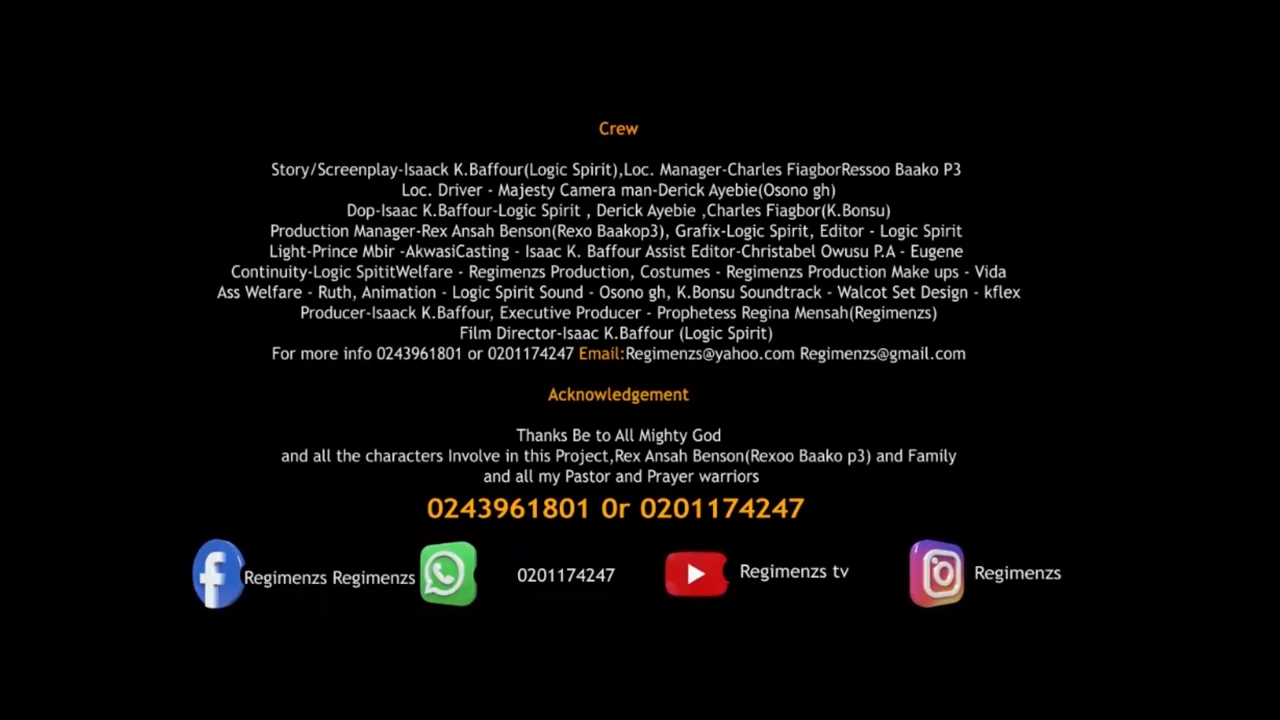 Crew
Story/Screenplay-Isaack K.Baffour(Logic Spirit),Loc. Manager-Charles FiagborRessoo Baako P3
Loc. Driver - Majesty Camera man-Derick Ayebie(Osono gh)
Dop-Isaac K.Baffour-Logic Spirit , Derick Ayebie ,Charles Fiagbor(K.Bonsu)
Production Manager-Rex Ansah Benson(Rexo Baakop3), Grafix-Logic Spirit, Editor - Logic Spirit
Light-Prince Mbir -AkwasiCasting - Isaac K. Baffour Assist Editor-Christabel Owusu P.A - Eugene
Continuity-Logic SpititWelfare - Regimenzs Production, Costumes - Regimenzs Production Make ups - Vida
Ass Welfare - Ruth, Animation - Logic Spirit Sound - Osono gh, K.Bonsu Soundtrack - Walcot Set Design - kflex
Producer-Isaack K.Baffour, Executive Producer - Prophetess Regina Mensah(Regimenzs)
Film Director-Isaac K.Baffour (Logic Spirit)
For more info 0243961801 or 0201174247 Email:Regimenzs@yahoo.com Regimenzs@gmail.com
Acknowledgement
Thanks Be to All Mighty God
and all the characters Involve in this Project,Rex Ansah Benson(Rexoo Baako p3) and Family
and all my Pastor and Prayer warriors
0243961801 0r 0201174247
Regimenzs Regimenzs 0201174247 Regimenzs tv Regimenzs